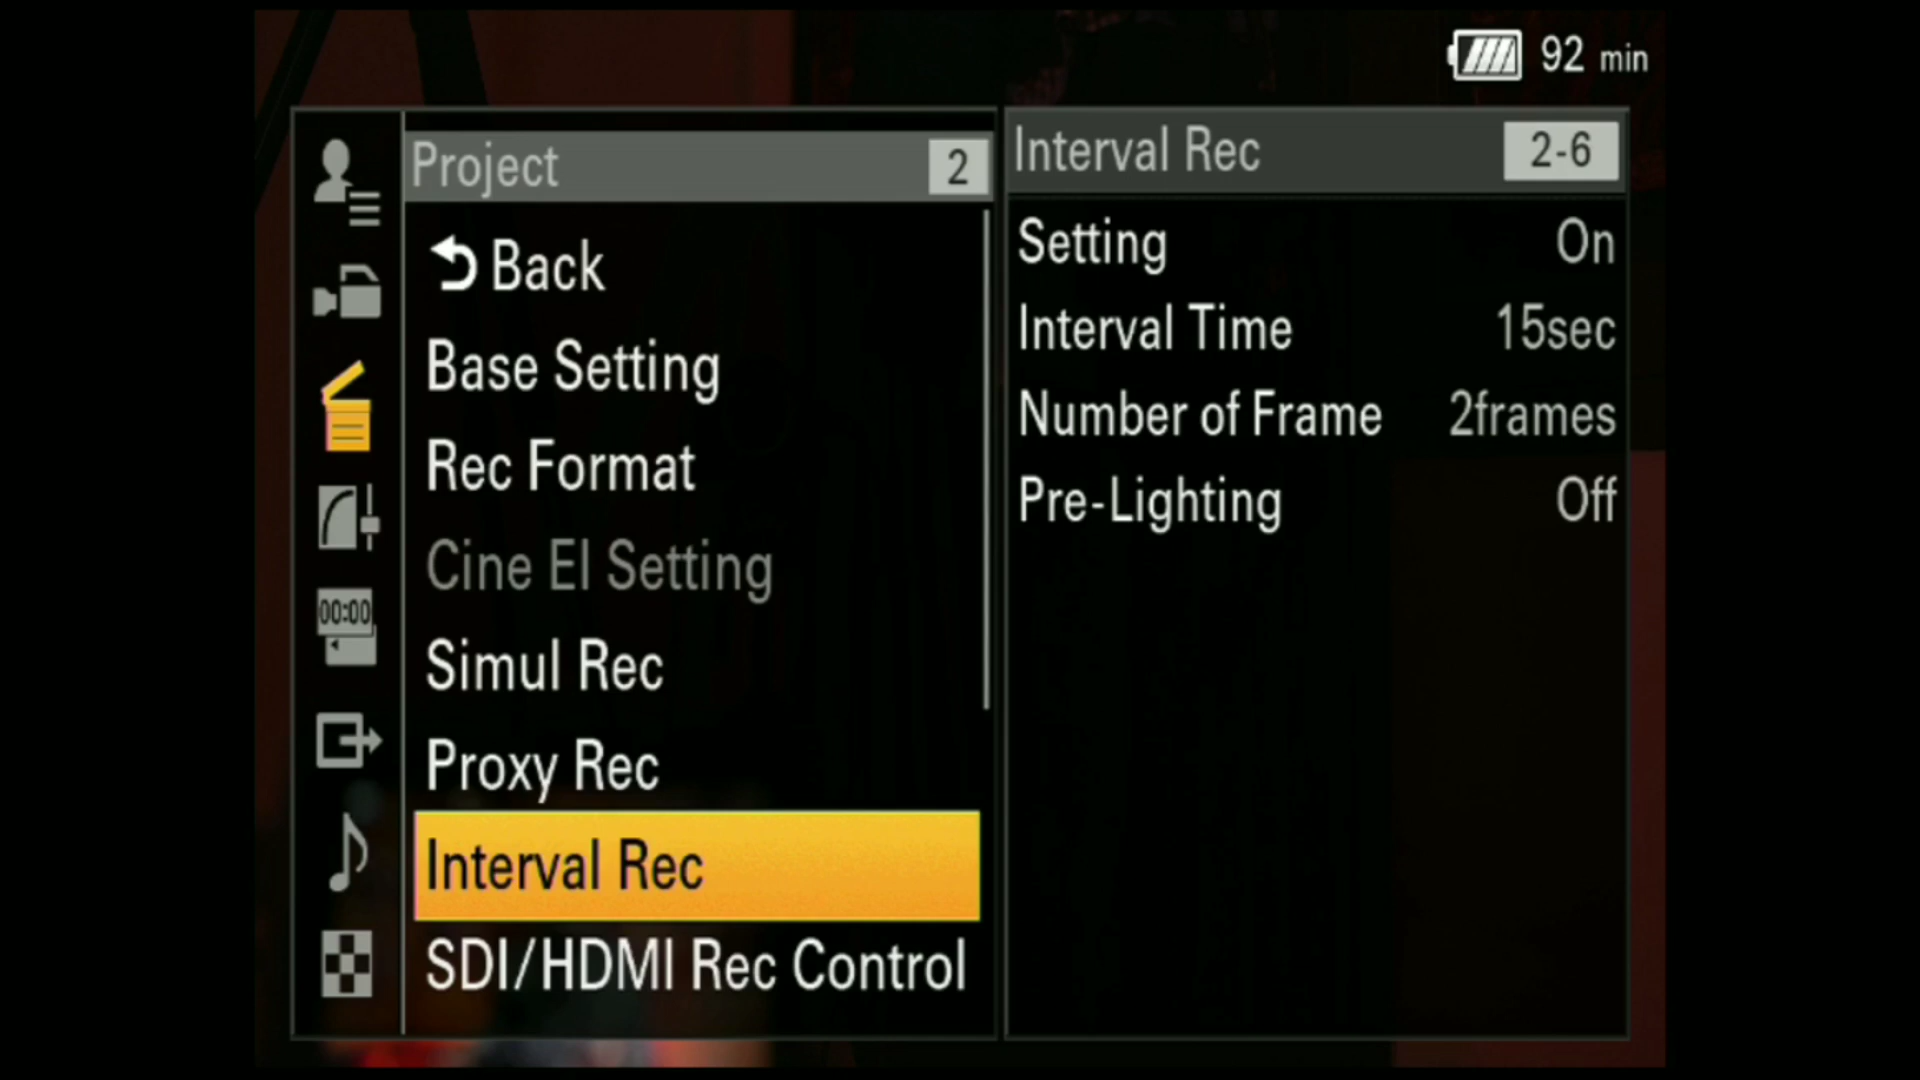 92 min
Project 2
Back
Base Setting
Rec Format
Cine EI Setting
Simul Rec
Proxy Rec
Interval Rec
SDI/HDMI Rec Control
00:00
Interval Rec 2-6
Setting On
Interval Time 15sec
Number of Frame 2frames
Pre-Lighting Off